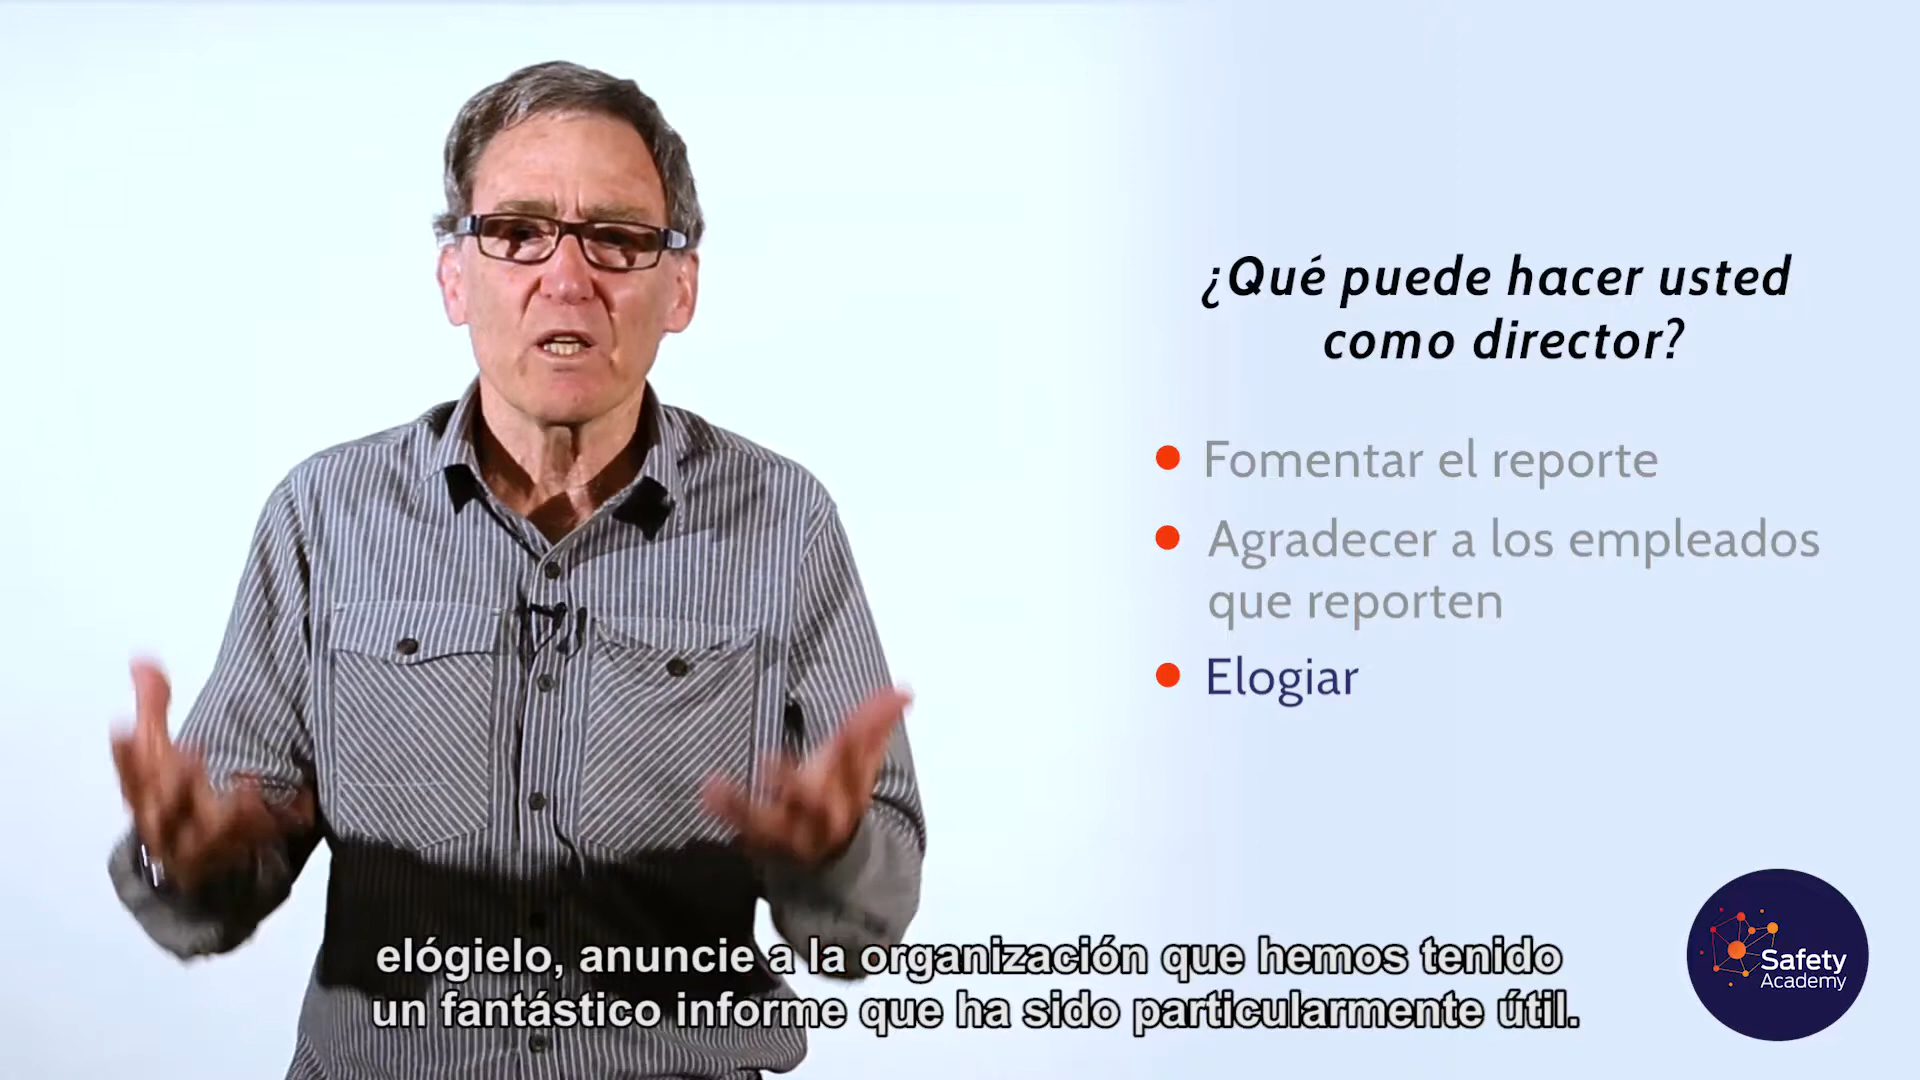 ¿Qué puede hacer usted
como director?
Fomentar el reporte
Agradecer a los empleados
que reporten
Elogiar
elógielo, anuncie a la organización que hemos tenido
un fantástico informe que ha sido particularmente útil.
Safety
Academy